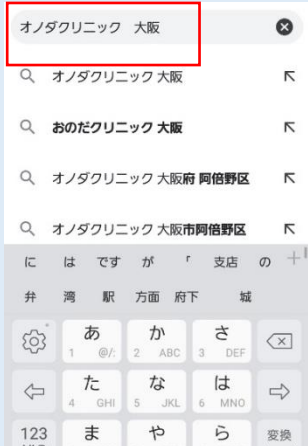 オノダクリニック　大阪
オノダクリニック 大阪
おのだクリニック 大阪
オノダクリニック 大阪府 阿倍野区
オノダクリニック 大阪市阿倍野区
に は です が 「 支店 の +
弁 湾 駅 方面 府下 城
あ か さ
1 @/: 2 ABC 3 DEF
た な は
4 GHI 5 JKL 6 MNO
123 ま や ら 変換